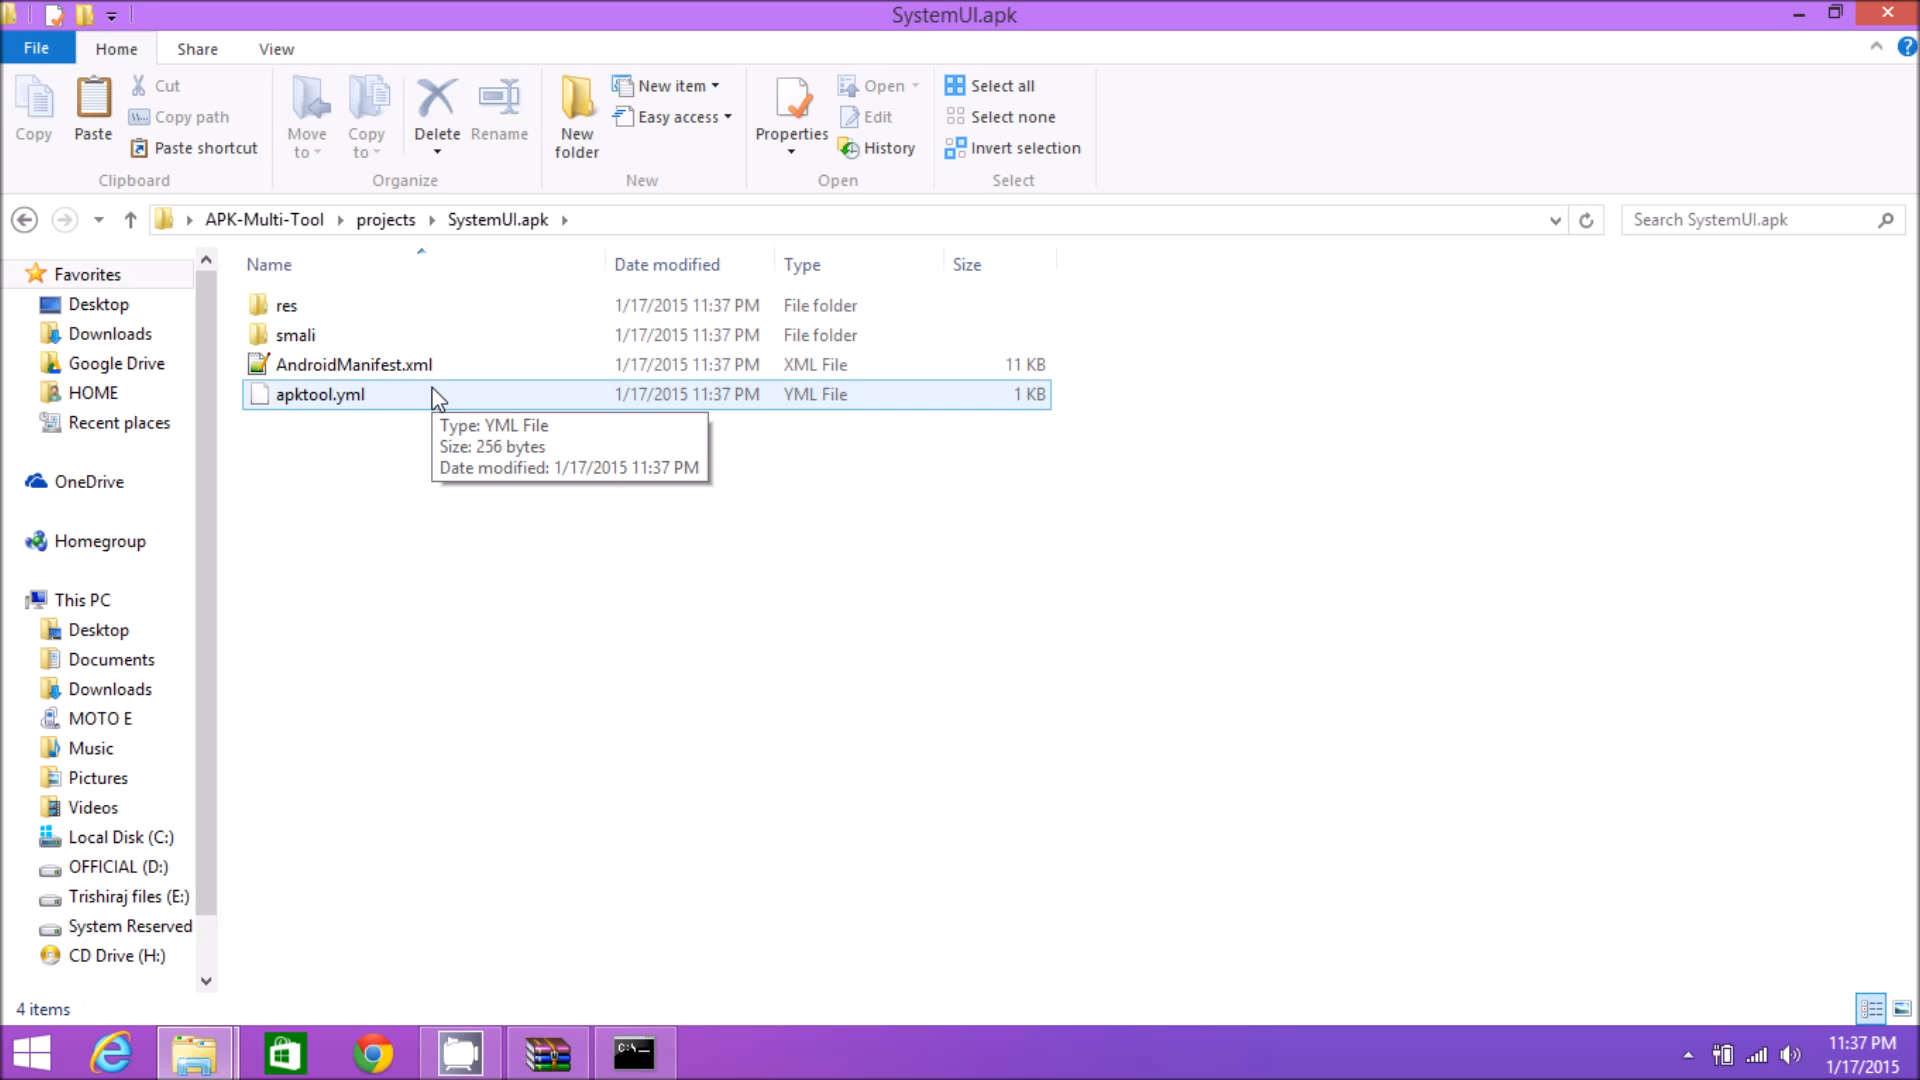 SystemUI.apk
File Home Share View
Copy Paste Cut Copy path Paste shortcut Clipboard
Move to Copy to Delete Rename Organize
New folder New item Easy access New
Properties Open Edit History Open
Select all Select none Invert selection Select
APK-Multi-Tool projects SystemUI.apk Search SystemUI.apk
Name Date modified Type Size
res 1/17/2015 11:37 PM File folder
smali 1/17/2015 11:37 PM File folder
AndroidManifest.xml 1/17/2015 11:37 PM XML File 11 KB
apktool.yml 1/17/2015 11:37 PM YML File 1 KB
Type: YML File
Size: 256 bytes
Date modified: 1/17/2015 11:37 PM
Favorites
Desktop
Downloads
Google Drive
HOME
Recent places
OneDrive
Homegroup
This PC
Desktop
Documents
Downloads
MOTO E
Music
Pictures
Videos
Local Disk (C:)
OFFICIAL (D:)
Trishiraj files (E:)
System Reserved
CD Drive (H:)
4 items
C:\_
11:37 PM
1/17/2015